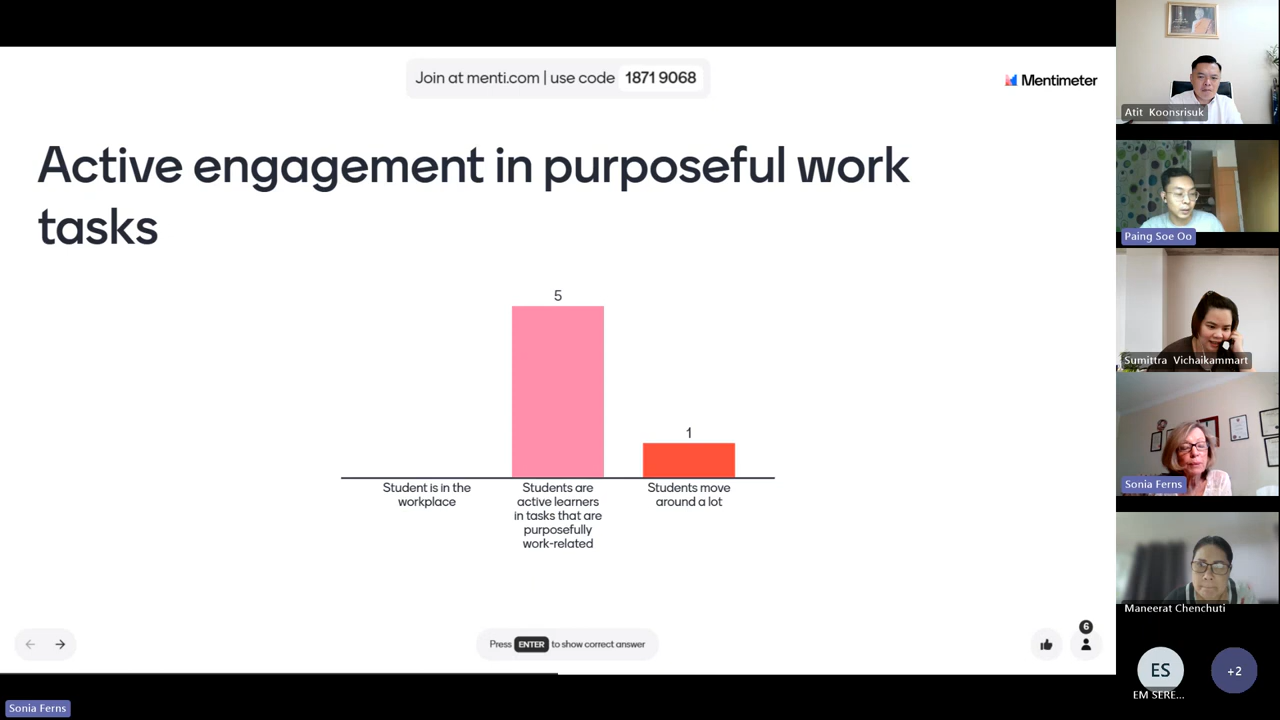 Join at menti.com | use code 1871 9068
Mentimeter
Active engagement in purposeful work
tasks
5
1
Student is in the
workplace
Students are
active learners
in tasks that are
purposefully
work-related
Students move
around a lot
Press ENTER to show correct answer
6
Sonia Ferns
Atit Koonsrisuk
Paing Soe Oo
Sumittra Vichaikammart
Sonia Ferns
Maneerat Chenchuti
ES
EM SERE...
+2